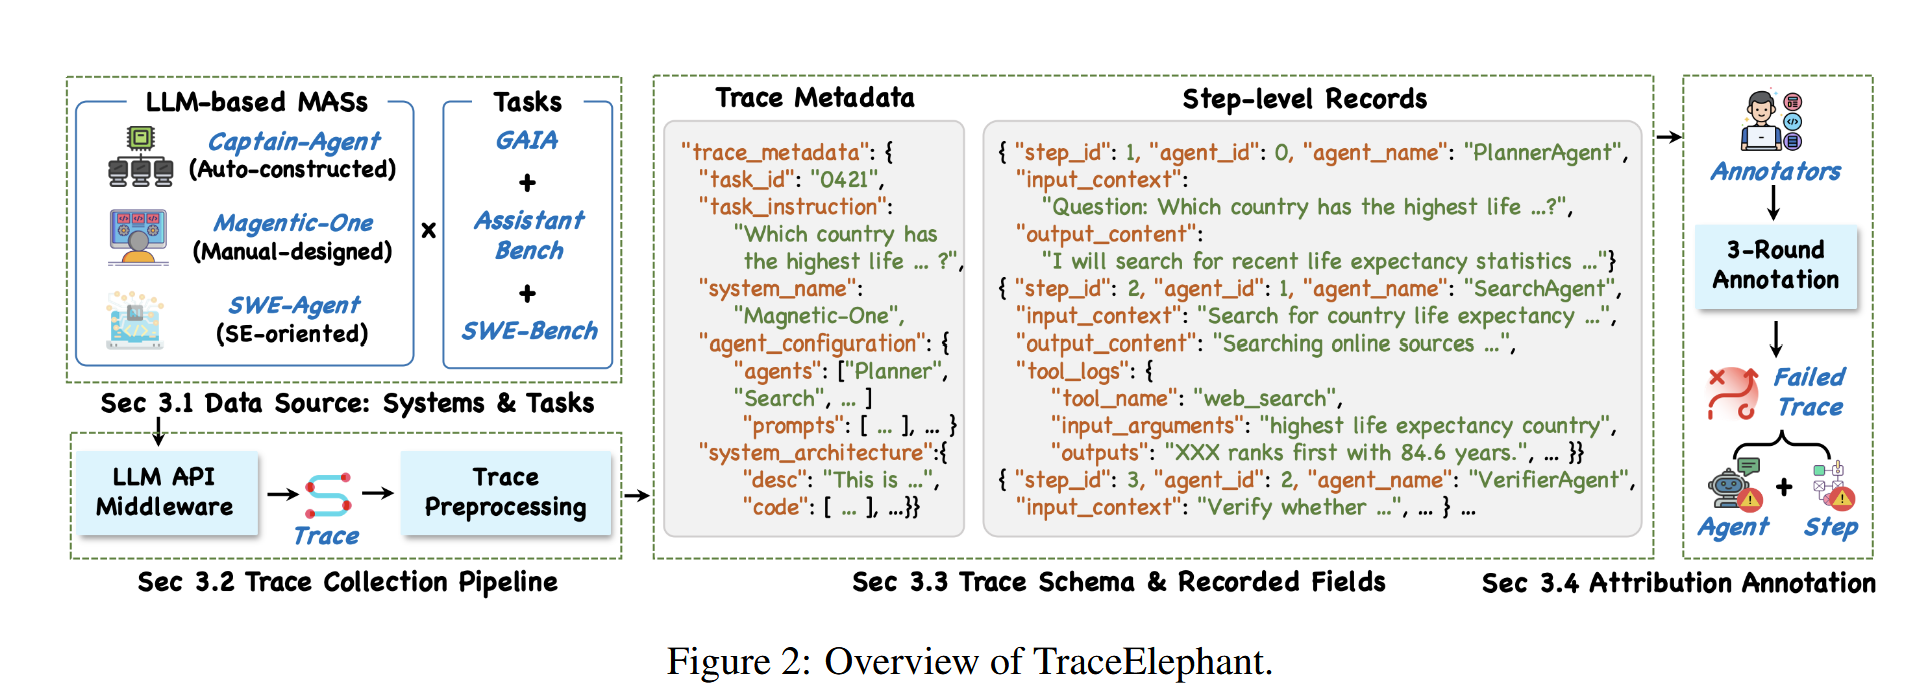 LLM-based MASs
Captain-Agent
(Auto-constructed)
Magentic-One
(Manual-designed)
SWE-Agent
(SE-oriented)
x
Tasks
GAIA
+
Assistant
Bench
+
SWE-Bench
Sec 3.1 Data Source: Systems & Tasks
LLM API
Middleware
Trace
Trace
Preprocessing
Sec 3.2 Trace Collection Pipeline
Trace Metadata
"trace_metadata": {
"task_id": "0421",
"task_instruction":
"Which country has
the highest life ... ?",
"system_name":
"Magnetic-One",
"agent_configuration": {
"agents": ["Planner",
"Search", ... ]
"prompts": [ ... ], ... }
"system_architecture":{
"desc": "This is ...",
"code": [ ... ], ...}}
Step-level Records
{ "step_id": 1, "agent_id": 0, "agent_name": "PlannerAgent",
"input_context":
"Question: Which country has the highest life ...?",
"output_content":
"I will search for recent life expectancy statistics ..."}
{ "step_id": 2, "agent_id": 1, "agent_name": "SearchAgent",
"input_context": "Search for country life expectancy ...",
"output_content": "Searching online sources ...",
"tool_logs": {
"tool_name": "web_search",
"input_arguments": "highest life expectancy country",
"outputs": "XXX ranks first with 84.6 years.", ... }}
{ "step_id": 3, "agent_id": 2, "agent_name": "VerifierAgent",
"input_context": "Verify whether ...", ... } ...
Sec 3.3 Trace Schema & Recorded Fields
Annotators
3-Round
Annotation
Failed
Trace
Agent
+
Step
Sec 3.4 Attribution Annotation
Figure 2: Overview of TraceElephant.